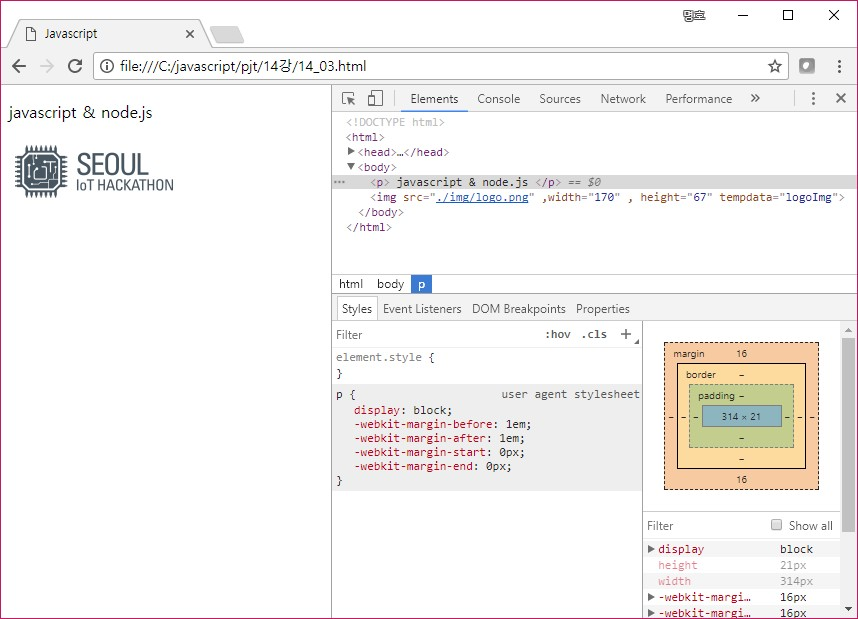 명호
Javascript
file:///C:/javascript/pjt/14강/14_03.html
javascript & node.js
SEOUL
IoT HACKATHON
Elements Console Sources Network Performance »
<!DOCTYPE html>
<html>
<head>…</head>
<body>
<p> javascript & node.js </p> == $0
<img src="./img/logo.png" ,width="170" , height="67" tempdata="logoImg">
</body>
</html>
html body p
Styles Event Listeners DOM Breakpoints Properties
Filter :hov .cls +
element.style {
}
p { user agent stylesheet
display: block;
-webkit-margin-before: 1em;
-webkit-margin-after: 1em;
-webkit-margin-start: 0px;
-webkit-margin-end: 0px;
}
margin 16
border –
padding –
– – – 314 × 21 – – –
–
–
16
Filter Show all
display block
height 21px
width 314px
-webkit-margi… 16px
-webkit-margi… 16px